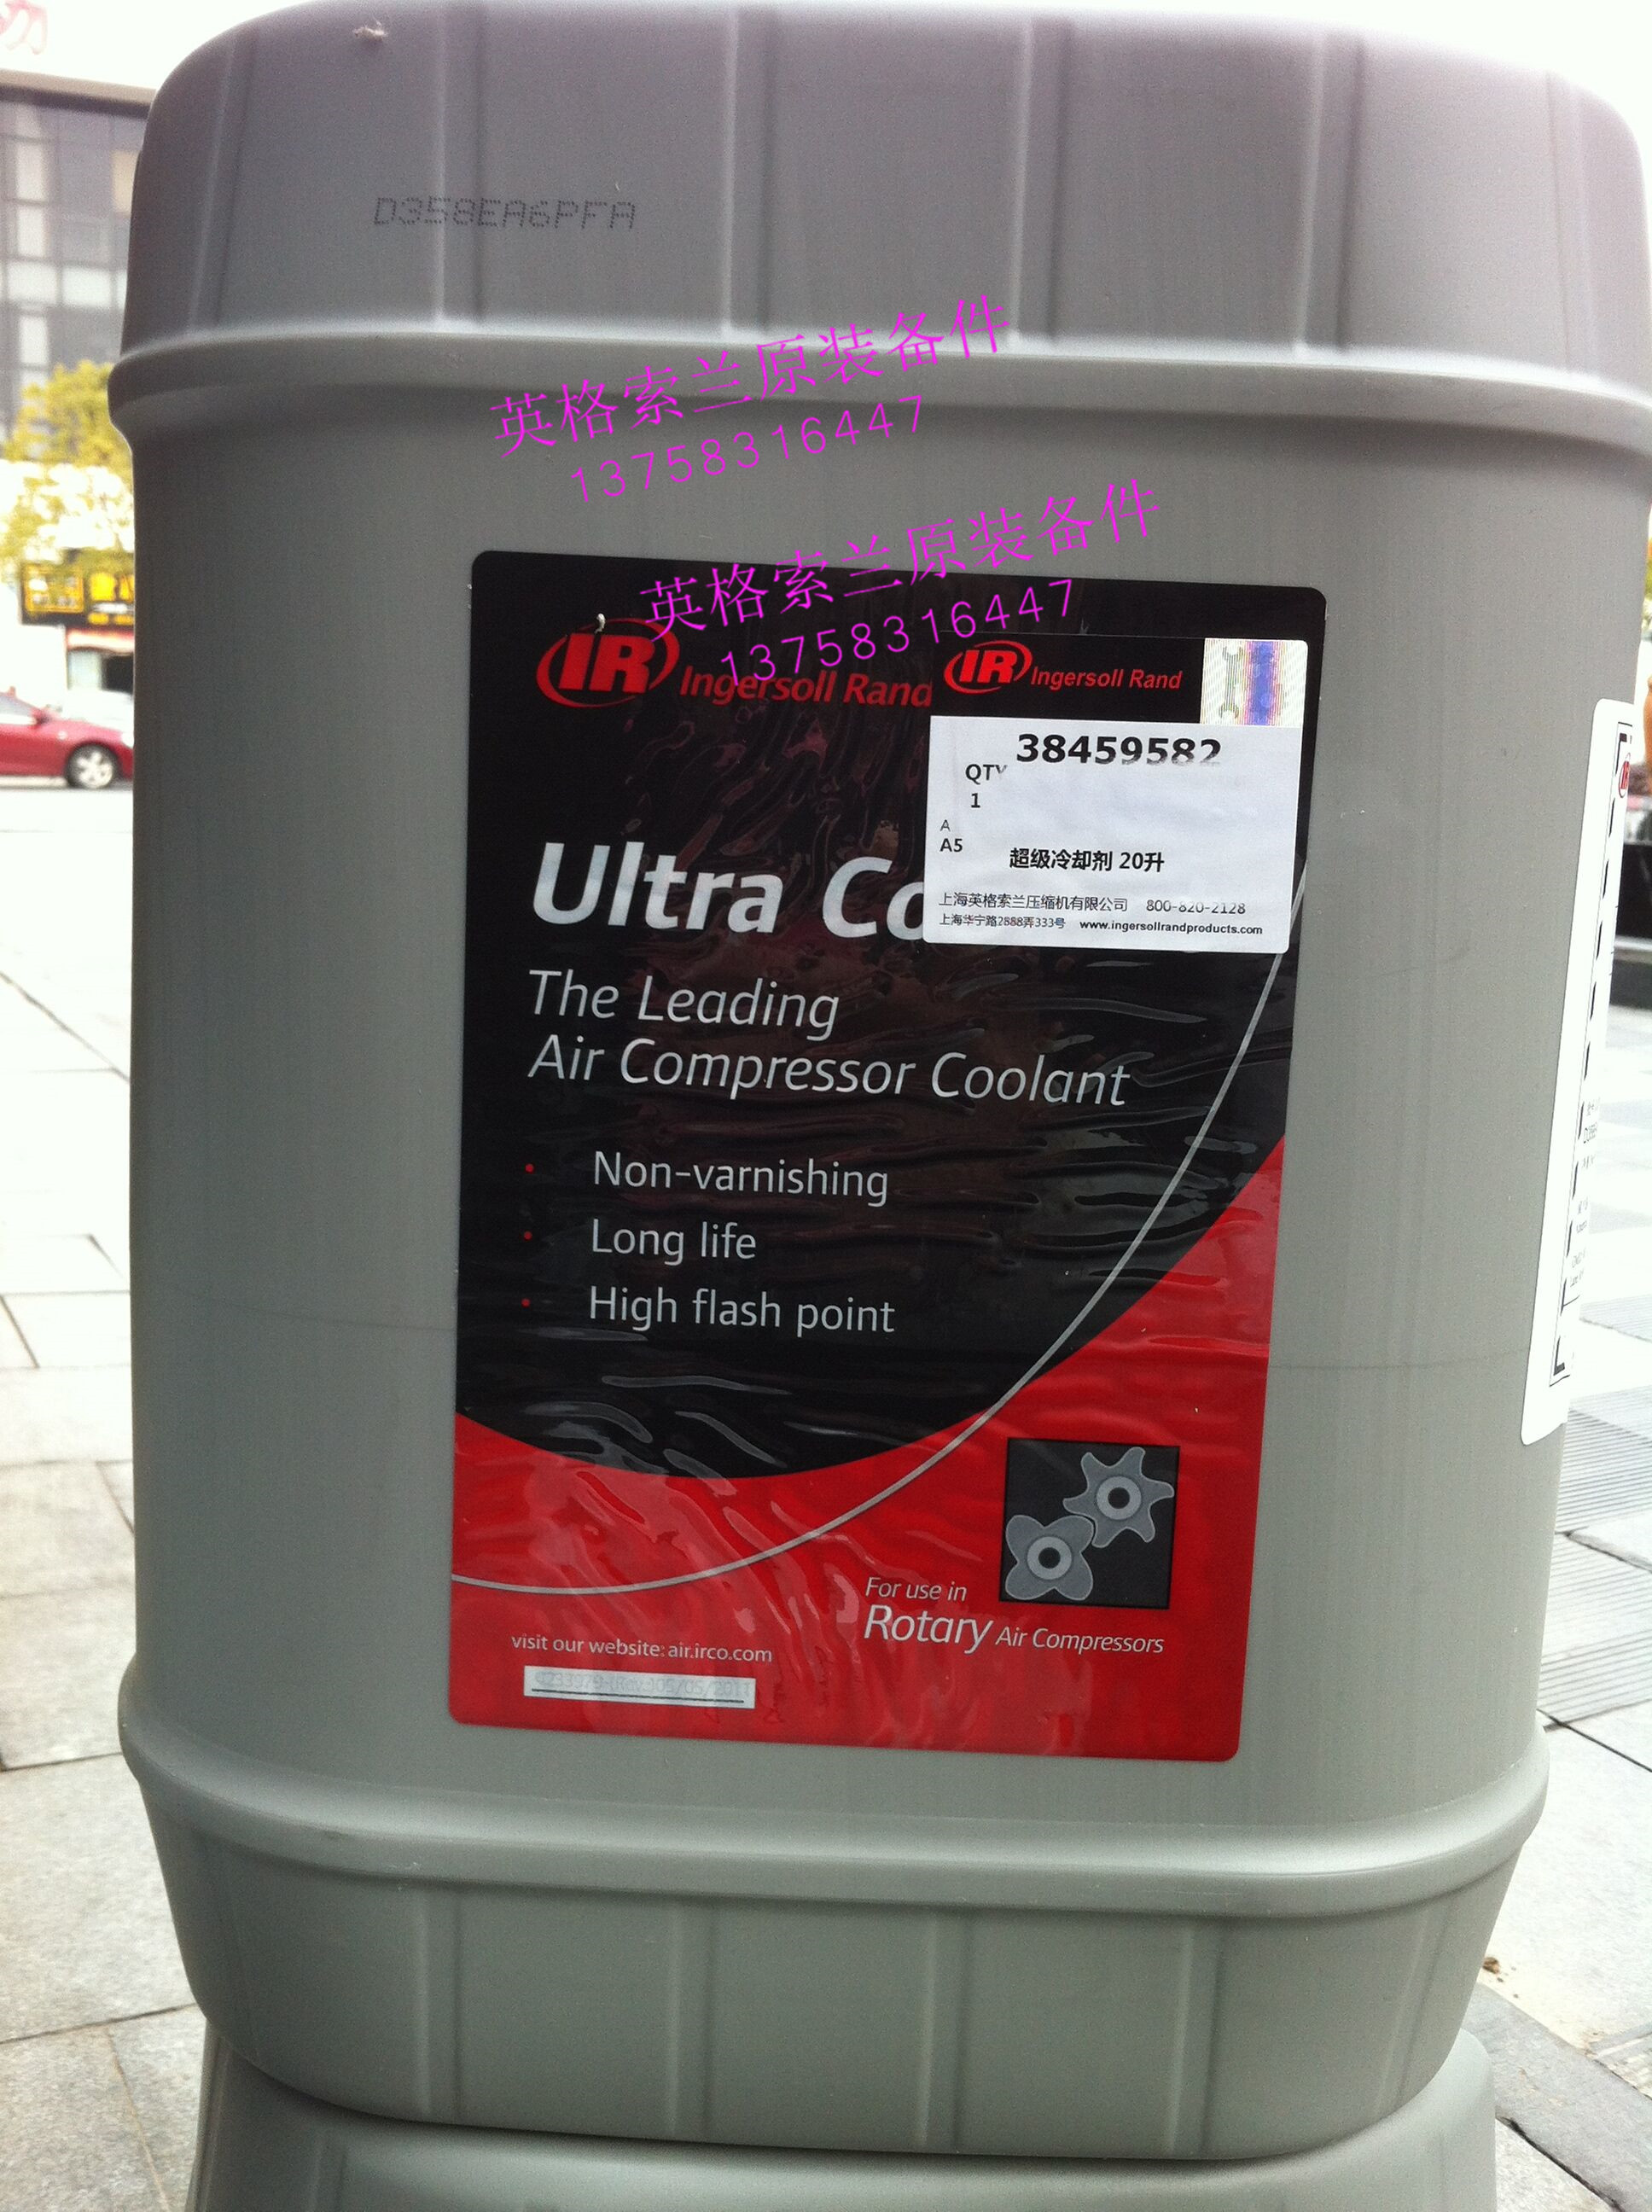 D358EA6PFA
英格索兰原装备件
13758316447
英格索兰原装备件
13758316447
IR Ingersoll Rand
IR Ingersoll Rand
38459582
QTY
1
A
A5
超级冷却剂 20升
上海英格索兰压缩机有限公司 800-820-2128
上海华宁路2888弄333号 www.ingersollrandproducts.com
Ultra Co
The Leading
Air Compressor Coolant
• Non-varnishing
• Long life
• High flash point
For use in
Rotary Air Compressors
visit our website: air.irco.com